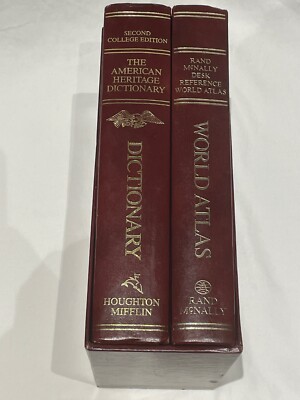 SECOND
COLLEGE EDITION
THE
AMERICAN
HERITAGE
DICTIONARY
DICTIONARY
HOUGHTON
MIFFLIN
RAND
MCNALLY
DESK
REFERENCE
WORLD ATLAS
WORLD ATLAS
RAND
McNALLY